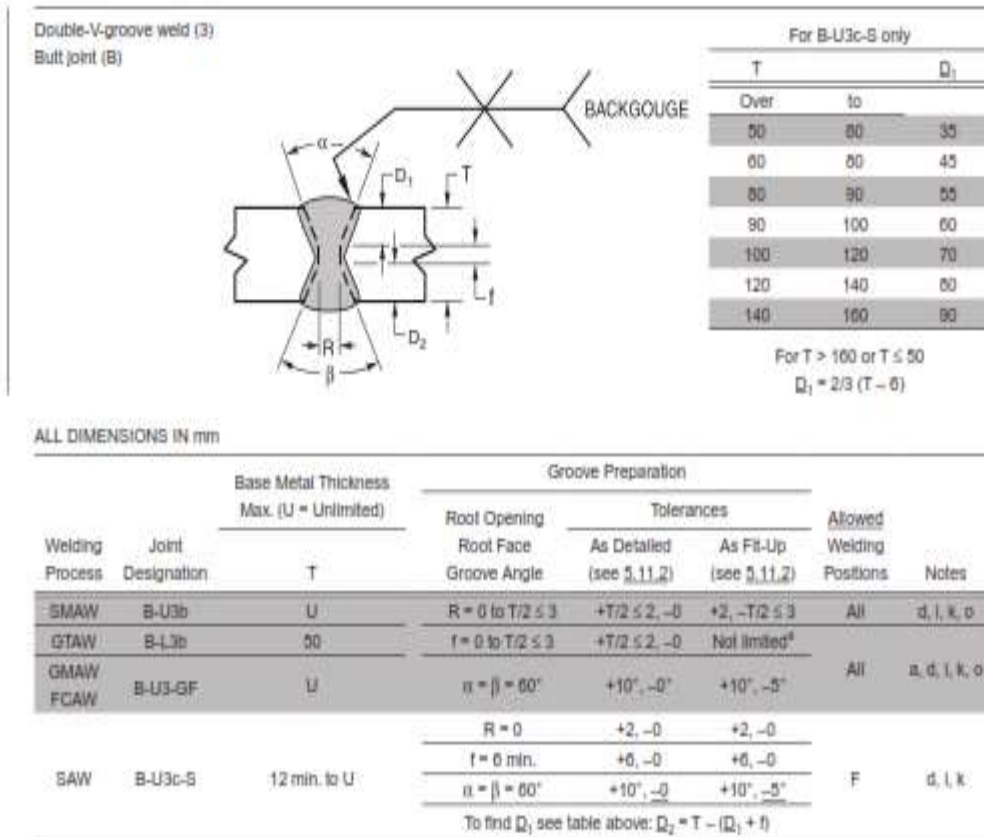 Double-V-groove weld (3)
Butt joint (B)
BACKGOUGE
α
D1
T
f
D2
R
β
For B-U3c-S only
T D1
Over to
50 60 35
60 80 45
80 90 55
90 100 60
100 120 70
120 140 80
140 160 90
For T > 160 or T ≤ 50
D1 = 2/3 (T – 6)
ALL DIMENSIONS IN mm
Welding Process
Joint Designation
Base Metal Thickness
Max. (U = Unlimited)
T
Groove Preparation
Root Opening
Root Face
Groove Angle
Tolerances
As Detailed
(see 5.11.2)
As Fit-Up
(see 5.11.2)
Allowed
Welding
Positions
Notes
SMAW B-U3b U R = 0 to T/2 ≤ 3 +T/2 ≤ 2, –0 +2, –T/2 ≤ 3 All d, l, k, o
GTAW B-L3b 50 f = 0 to T/2 ≤ 3 +T/2 ≤ 2, –0 Not limited
GMAW
FCAW
B-U3-GF U α = β = 60° +10°, –0° +10°, –5° All a, d, l, k, o
SAW B-U3c-S 12 min. to U F d, l, k
R = 0 +2, –0 +2, –0
f = 6 min. +6, –0 +6, –0
α = β = 60° +10°, –0 +10°, –5°
To find D1 see table above: D2 = T – (D1 + f)